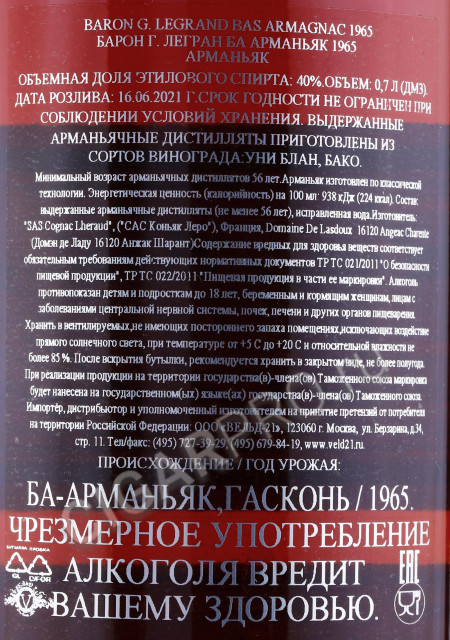 BARON G. LEGRAND BAS ARMAGNAC 1965
БАРОН Г. ЛЕГРАН БА АРМАНЬЯК 1965
АРМАНЬЯК
ОБЪЕМНАЯ ДОЛЯ ЭТИЛОВОГО СПИРТА: 40%.ОБЪЕМ: 0,7 Л (ДМ3).
ДАТА РОЗЛИВА: 16.06.2021 Г.СРОК ГОДНОСТИ НЕ ОГРАНИЧЕН ПРИ
СОБЛЮДЕНИИ УСЛОВИЙ ХРАНЕНИЯ. ВЫДЕРЖАННЫЕ
АРМАНЬЯЧНЫЕ ДИСТИЛЛЯТЫ ПРИГОТОВЛЕНЫ ИЗ
СОРТОВ ВИНОГРАДА:УНИ БЛАН, БАКО.
Минимальный возраст арманьячных дистиллятов 56 лет.Арманьяк изготовлен по классической
технологии. Энергетическая ценность (калорийность) на 100 мл: 938 кДж (224 ккал). Состав:
выдержанные арманьячные дистилляты (не менее 56 лет), исправленная вода.Изготовитель:
"SAS Cognac Lheraud", ("САС Коньяк Леро"), Франция, Domaine De Lasdoux 16120 Angeac Charente
(Домэн де Ладу 16120 Анжак Шарант)Содержание вредных для здоровья веществ соответствует
обязательным требованиям действующих нормативных документов ТР ТС 021/2011 "О безопасности
пищевой продукции", ТР ТС 022/2011 "Пищевая продукция в части ее маркировки". Алкоголь
противопоказан детям и подросткам до 18 лет, беременным и кормящим женщинам, лицам с
заболеваниями центральной нервной системы, почек, печени и других органов пищеварения.
Хранить в вентилируемых,не имеющих постороннего запаха помещениях,исключающих воздействие
прямого солнечного света, при температуре от +5 С до +20 С и относительной влажности не
более 85 %. После вскрытия бутылки, рекомендуется хранить в закрытом виде, не более полугода.
При реализации продукции на территории государства(в)-члена(ов) Таможенного союза маркировка
будет нанесена на государственном(ых) языке(ах) государства(в)-члена(ов) Таможенного союза.
Импортёр, дистрибьютор и уполномоченный изготовителем на принятие претензий от потребителя
на территории Российской Федерации: ООО «ВЕЛЬД-21», 123060 г. Москва, ул. Берзарина, д.34,
стр. 11. Тел/факс: (495) 727-39-29, (495) 679-84-19, www.veld21.ru
ПРОИСХОЖДЕНИЕ / ГОД УРОЖАЯ:
БА-АРМАНЬЯК,ГАСКОНЬ / 1965.
ЧРЕЗМЕРНОЕ УПОТРЕБЛЕНИЕ
БУТЫЛКА ПРОБКА
АЛКОГОЛЯ ВРЕДИТ
GL C/FOR
ВАШЕМУ ЗДОРОВЬЮ.
EAC